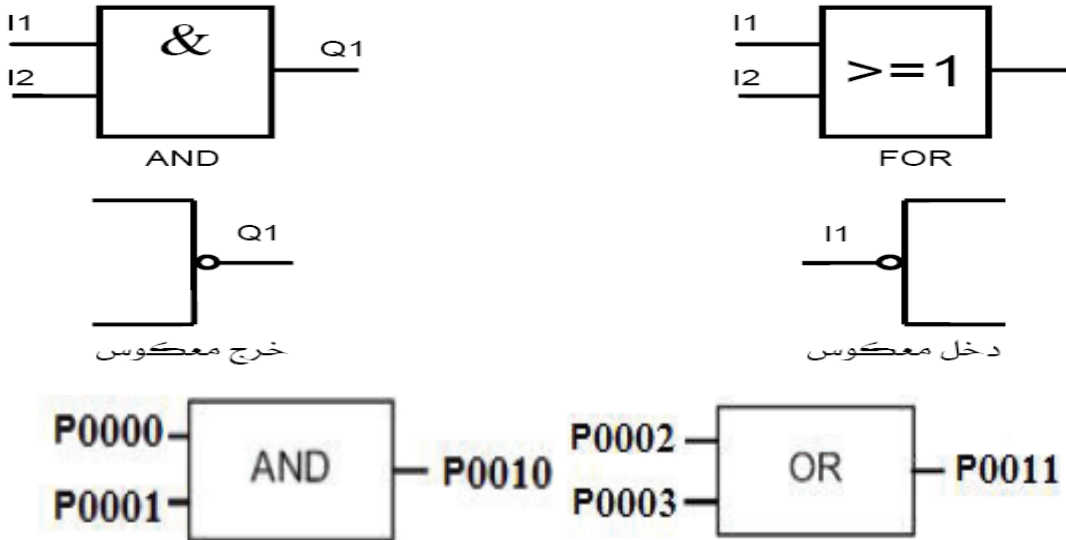 I1
&
Q1
I2
AND
I1
>=1
I2
FOR
Q1
خرج معكوس
I1
دخل معكوس
P0000
AND
P0010
P0001
P0002
OR
P0011
P0003